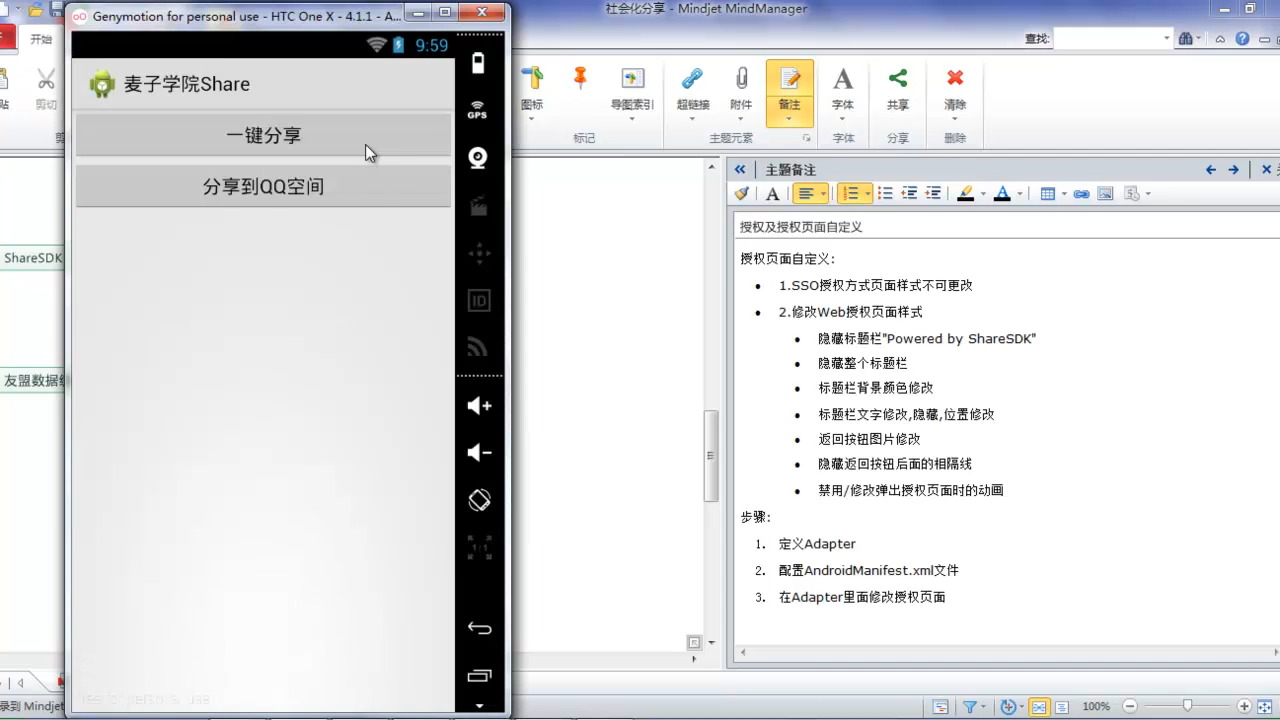 Genymotion for personal use - HTC One X - 4.1.1 - A...
社会化分享 - Mindjet MindManager
开始
查找:
9:59
麦子学院Share
一键分享
分享到QQ空间
GPS
ID
剪切
图标
导图索引
超链接
附件
备注
字体
共享
清除
标记
主题元素
字体
分享
删除
ShareSDK
主题备注
授权及授权页面自定义
授权页面自定义:
1.SSO授权方式页面样式不可更改
2.修改Web授权页面样式
隐藏标题栏"Powered by ShareSDK"
隐藏整个标题栏
标题栏背景颜色修改
标题栏文字修改,隐藏,位置修改
返回按钮图片修改
隐藏返回按钮后面的相隔线
禁用/修改弹出授权页面时的动画
步骤:
1. 定义Adapter
2. 配置AndroidManifest.xml文件
3. 在Adapter里面修改授权页面
友盟数据
录到 Mindjet
100%